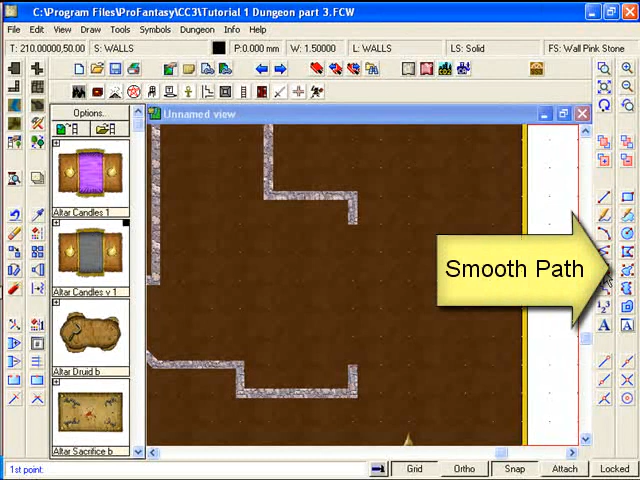 C:\Program Files\ProFantasy\CC3\Tutorial 1 Dungeon part 3.FCW
File Edit View Draw Tools Symbols Dungeon Info Help
T: 210.00000,50.00 S: WALLS P:0.000 mm W: 1.50000 L: WALLS LS: Solid FS: Wall Pink Stone
Options..
Unnamed view
Altar Candles 1
Altar Candles v 1
Altar Druid b
Altar Sacrifice b
Smooth Path
1 2 3
A A
1st point:
Grid Ortho Snap Attach Locked